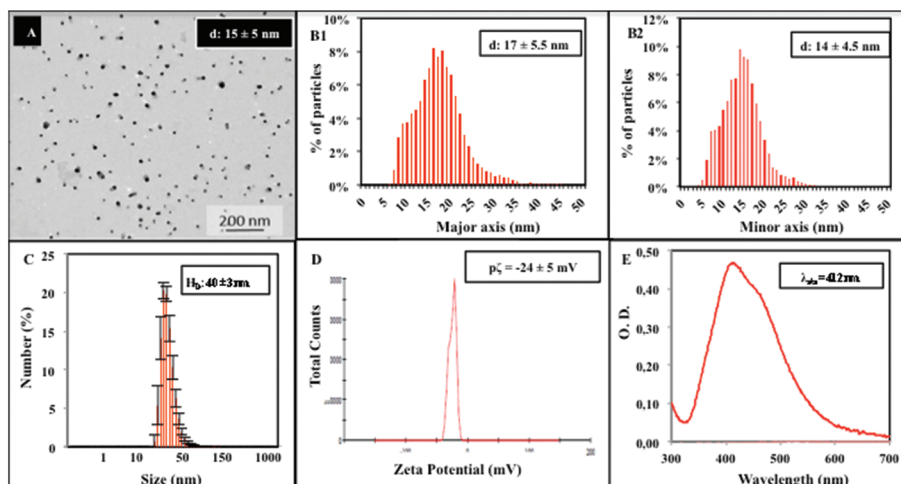 A
d: 15 ± 5 nm
200 nm
B1
d: 17 ± 5.5 nm
% of particles
10%
8%
6%
4%
2%
0%
0 5 10 15 20 25 30 35 40 45 50
Major axis (nm)
B2
d: 14 ± 4.5 nm
% of particles
12%
10%
8%
6%
4%
2%
0%
0 5 10 15 20 25 30 35 40 45 50
Minor axis (nm)
C
Number (%)
25
20
15
10
5
0
1 10 50 1000
Size (nm)
D
pζ = -24 ± 5 mV
Total Counts
0 200
Zeta Potential (mV)
E
O. D.
0,50
0,40
0,30
0,20
0,10
0,00
300 400 500 600 700
Wavelength (nm)